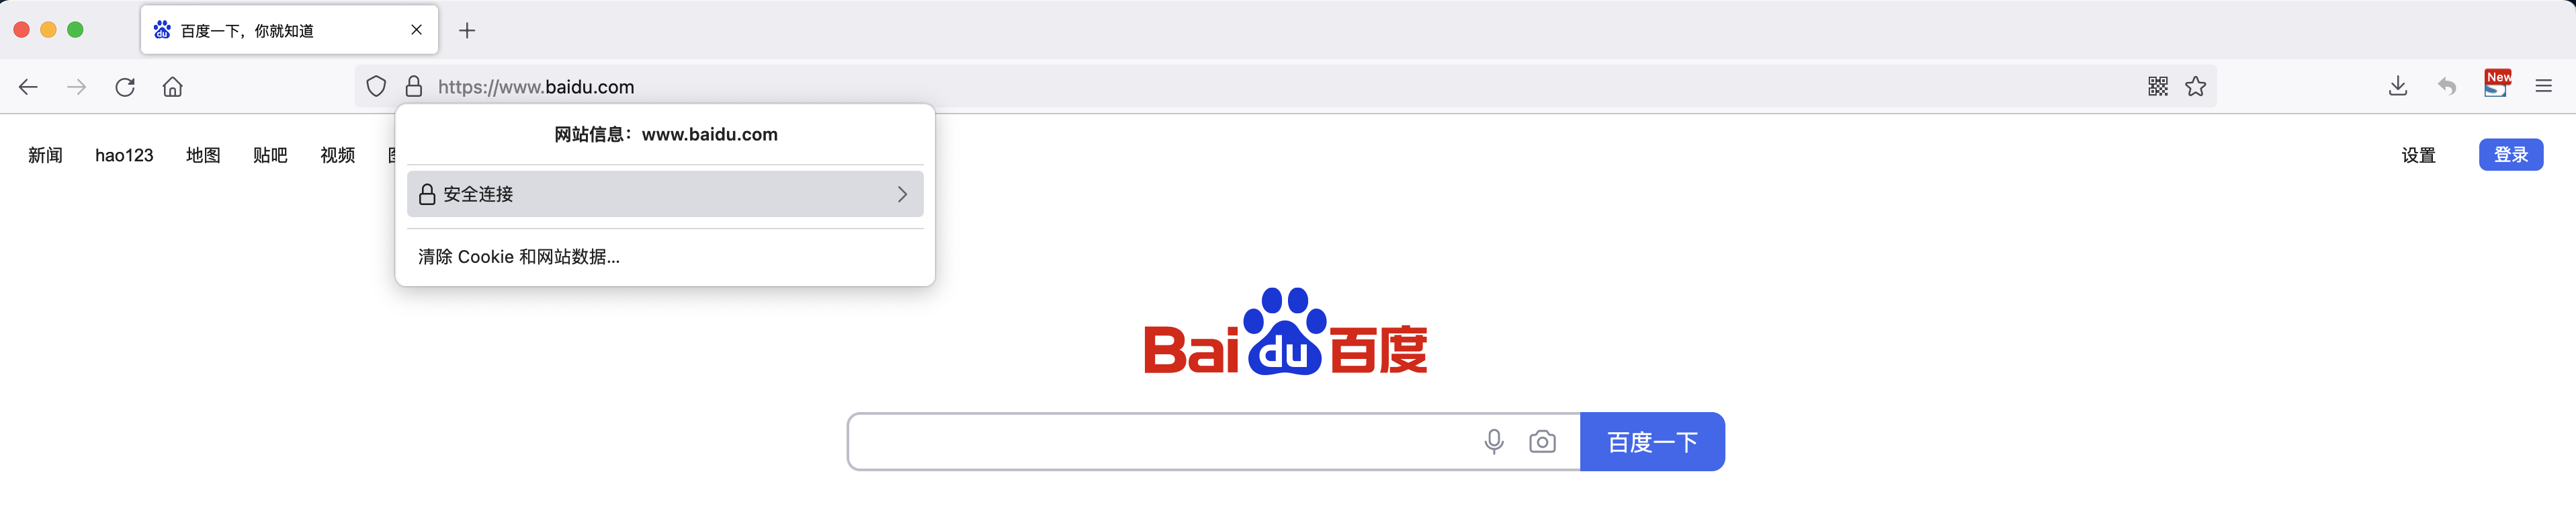 百度一下，你就知道
https://www.baidu.com
New
网站信息：www.baidu.com
新闻 hao123 地图 贴吧 视频 设置 登录
安全连接
清除 Cookie 和网站数据...
Bai du 百度
百度一下